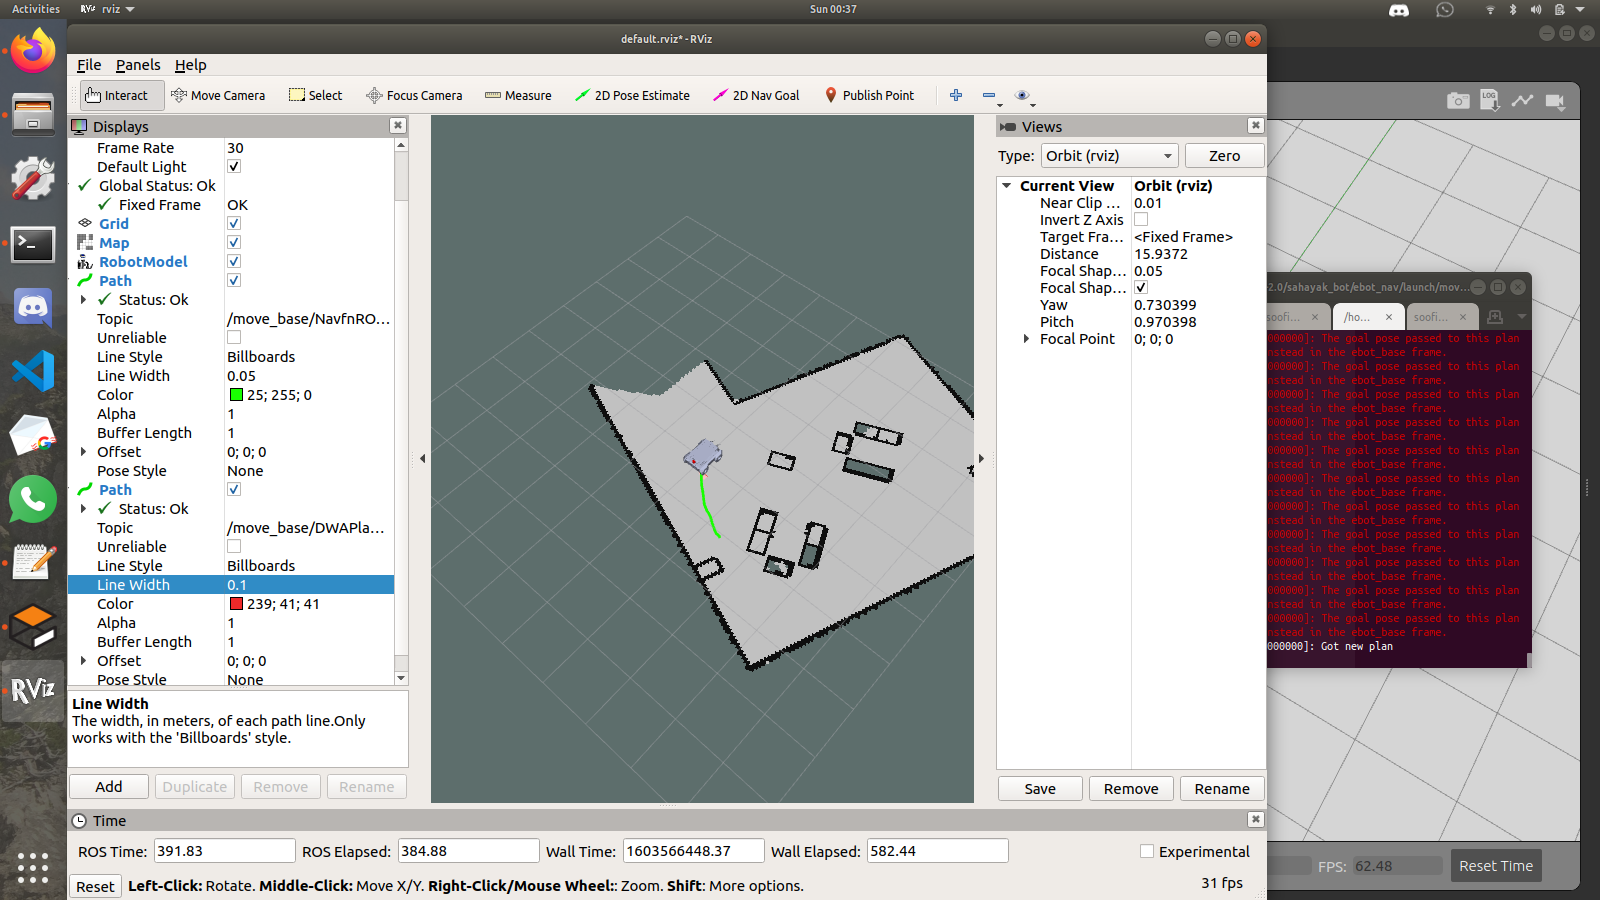 Activities
RViz rviz
Sun 00:37
default.rviz* - RViz
File Panels Help
Interact Move Camera Select Focus Camera Measure 2D Pose Estimate 2D Nav Goal Publish Point
Displays
Frame Rate 30
Default Light
Global Status: Ok
Fixed Frame OK
Grid
Map
RobotModel
Path
Status: Ok
Topic /move_base/NavfnRO...
Unreliable
Line Style Billboards
Line Width 0.05
Color 25; 255; 0
Alpha 1
Buffer Length 1
Offset 0; 0; 0
Pose Style None
Path
Status: Ok
Topic /move_base/DWAPla...
Unreliable
Line Style Billboards
Line Width 0.1
Color 239; 41; 41
Alpha 1
Buffer Length 1
Offset 0; 0; 0
Pose Style None
Line Width
The width, in meters, of each path line.Only
works with the 'Billboards' style.
Add Duplicate Remove Rename
Views
Type: Orbit (rviz) Zero
Current View Orbit (rviz)
Near Clip ... 0.01
Invert Z Axis
Target Fra... <Fixed Frame>
Distance 15.9372
Focal Shap... 0.05
Focal Shap...
Yaw 0.730399
Pitch 0.970398
Focal Point 0; 0; 0
Save Remove Rename
Time
ROS Time: 391.83 ROS Elapsed: 384.88 Wall Time: 1603566448.37 Wall Elapsed: 582.44 Experimental
Reset Left-Click: Rotate. Middle-Click: Move X/Y. Right-Click/Mouse Wheel:: Zoom. Shift: More options. 31 fps
RViz
LOG
-2.0/sahayak_bot/ebot_nav/launch/mov...
soofi... /ho... soofi...
000000]: The goal pose passed to this plan
nstead in the ebot_base frame.
000000]: The goal pose passed to this plan
nstead in the ebot_base frame.
000000]: The goal pose passed to this plan
nstead in the ebot_base frame.
000000]: The goal pose passed to this plan
nstead in the ebot_base frame.
000000]: The goal pose passed to this plan
nstead in the ebot_base frame.
000000]: The goal pose passed to this plan
nstead in the ebot_base frame.
000000]: The goal pose passed to this plan
nstead in the ebot_base frame.
000000]: The goal pose passed to this plan
nstead in the ebot_base frame.
000000]: The goal pose passed to this plan
nstead in the ebot_base frame.
000000]: The goal pose passed to this plan
nstead in the ebot_base frame.
000000]: The goal pose passed to this plan
nstead in the ebot_base frame.
000000]: Got new plan
FPS: 62.48 Reset Time